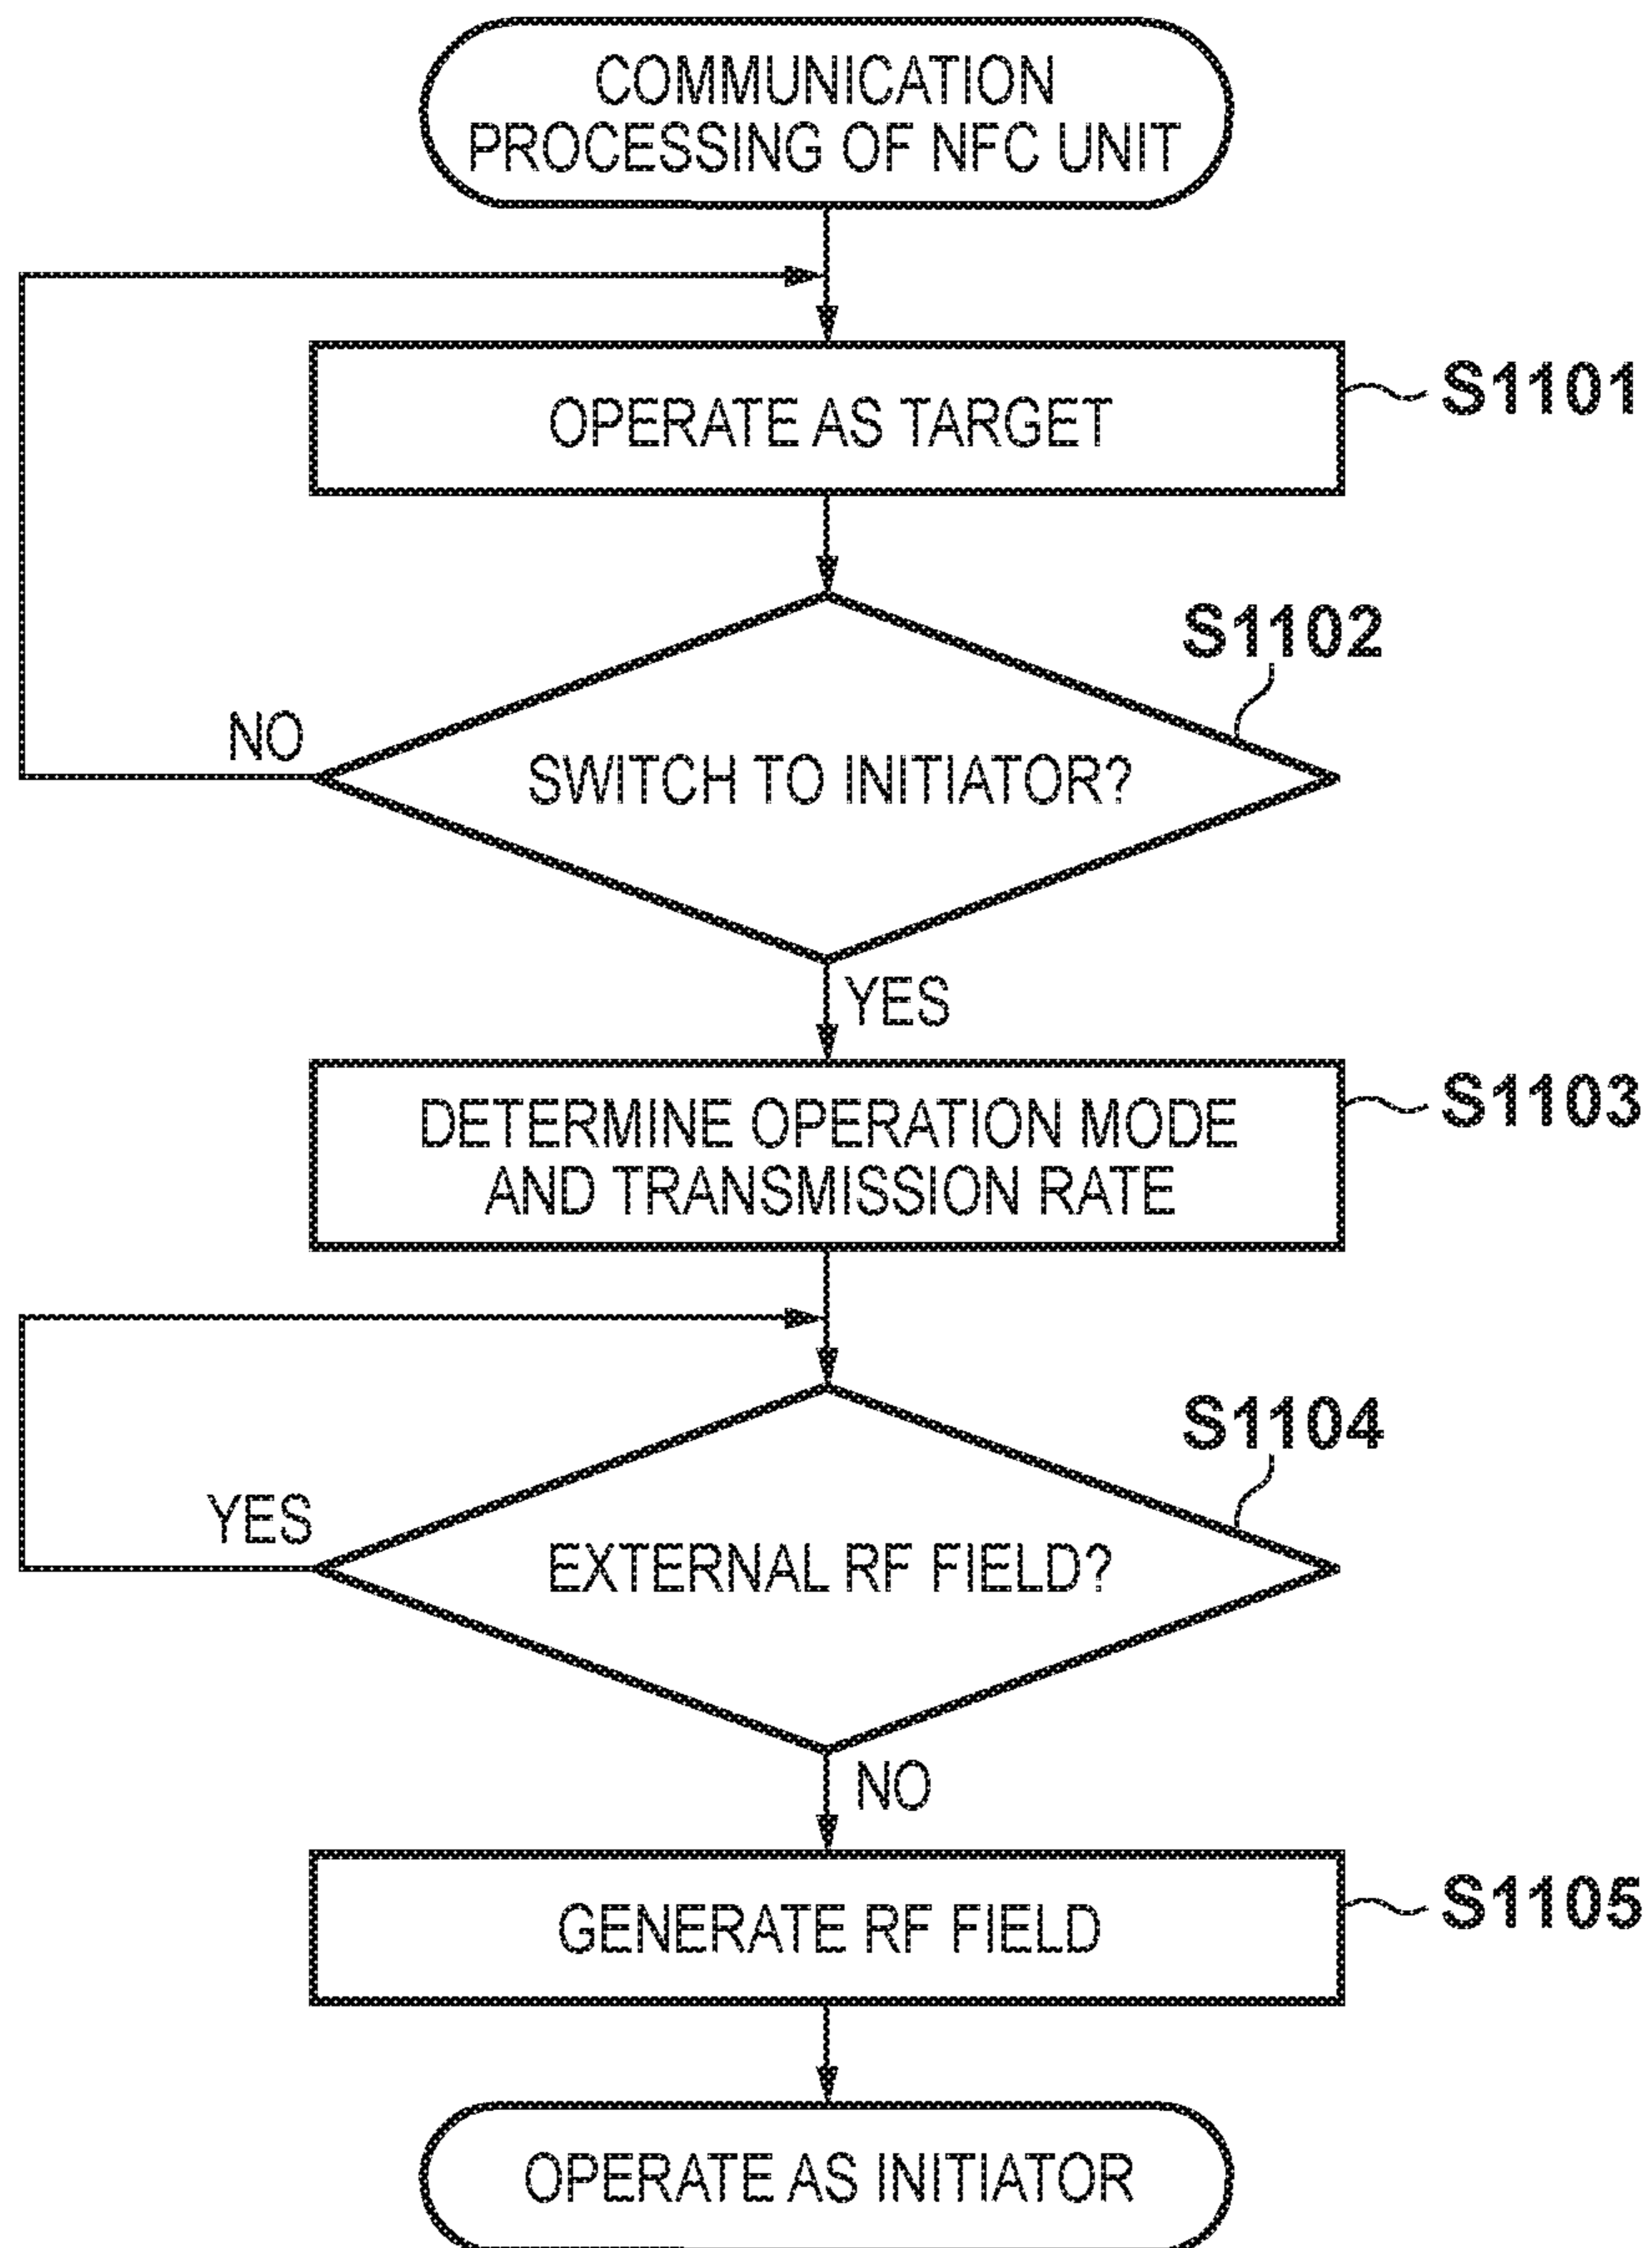 COMMUNICATION
PROCESSING OF NFC UNIT
OPERATE AS TARGET
S1101
S1102
SWITCH TO INITIATOR?
NO
YES
DETERMINE OPERATION MODE
AND TRANSMISSION RATE
S1103
S1104
EXTERNAL RF FIELD?
YES
NO
GENERATE RF FIELD
S1105
OPERATE AS INITIATOR